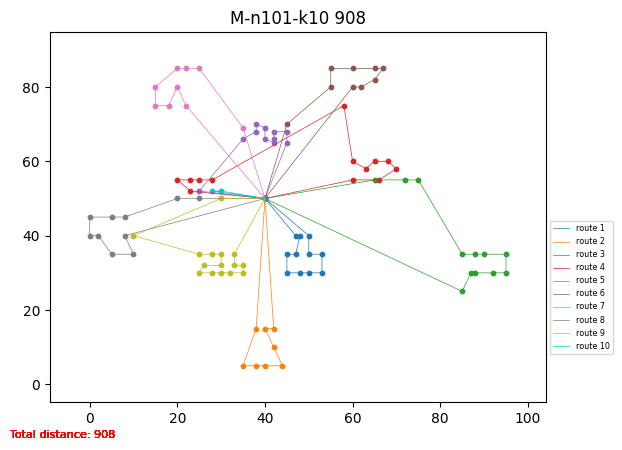 M-n101-k10 908
80
60
40
20
0
0
20
40
60
80
100
route 1
route 2
route 3
route 4
route 5
route 6
route 7
route 8
route 9
route 10
Total distance: 908